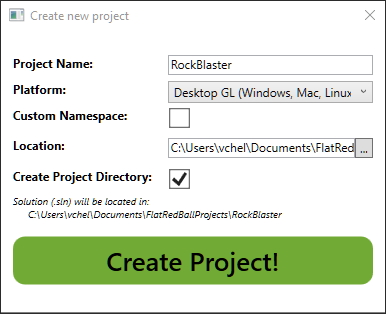 Create new project
Project Name: RockBlaster
Platform: Desktop GL (Windows, Mac, Linux
Custom Namespace:
Location: C:\Users\vchel\Documents\FlatRed ...
Create Project Directory:
Solution (.sln) will be located in:
C:\Users\vchel\Documents\FlatRedBallProjects\RockBlaster
Create Project!